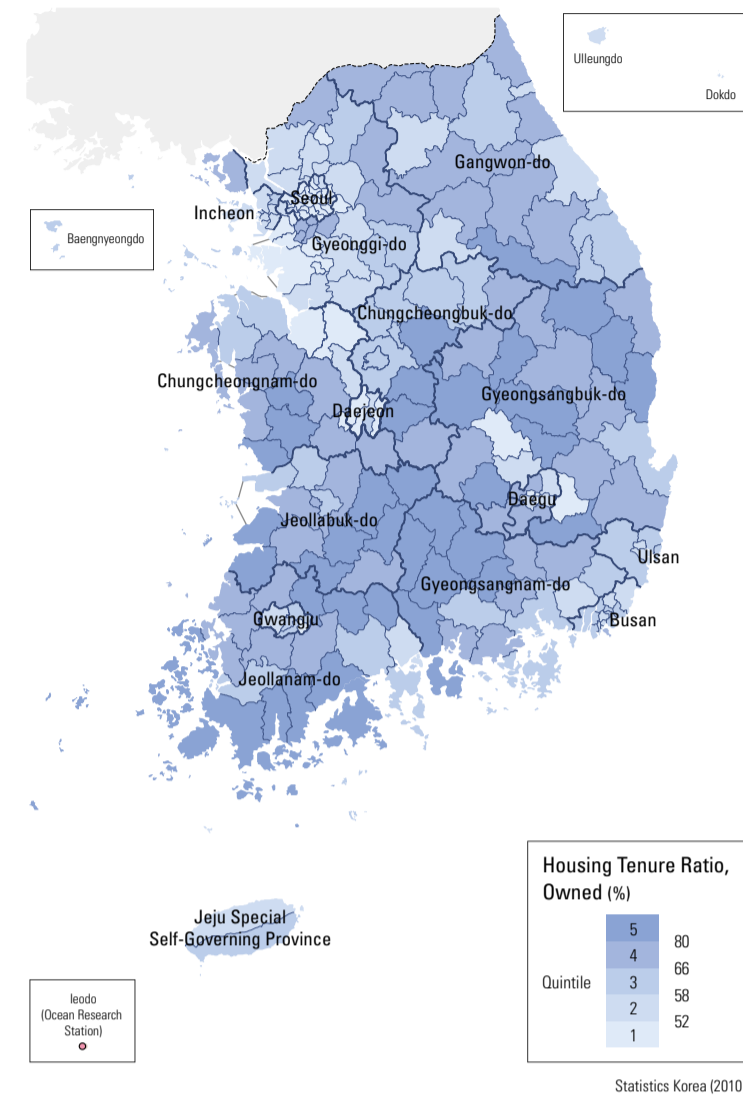 Ulleungdo
Dokdo
Gangwon-do
Seoul
Incheon
Baengnyeongdo
Gyeonggi-do
Chungcheongbuk-do
Chungcheongnam-do
Gyeongsangbuk-do
Daejeon
Daegu
Jeollabuk-do
Ulsan
Gyeongsangnam-do
Gwangju
Busan
Jeollanam-do
Housing Tenure Ratio,
Owned (%)
Quintile
5
4
3
2
1
80
66
58
52
Jeju Special
Self-Governing Province
Ieodo
(Ocean Research
Station)
Statistics Korea (2010